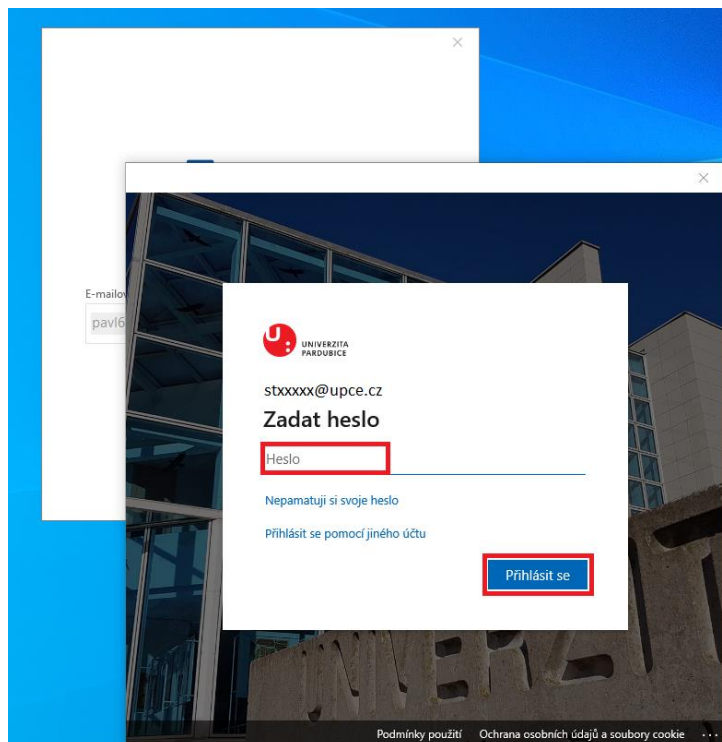 E-mailov
pavl6
UNIVERZITA
PARDUBICE
stxxxxx@upce.cz
Zadat heslo
Heslo
Nepamatuji si svoje heslo
Přihlásit se pomocí jiného účtu
Přihlásit se
UNIVERZIT
Podmínky použití Ochrana osobních údajů a soubory cookie ...